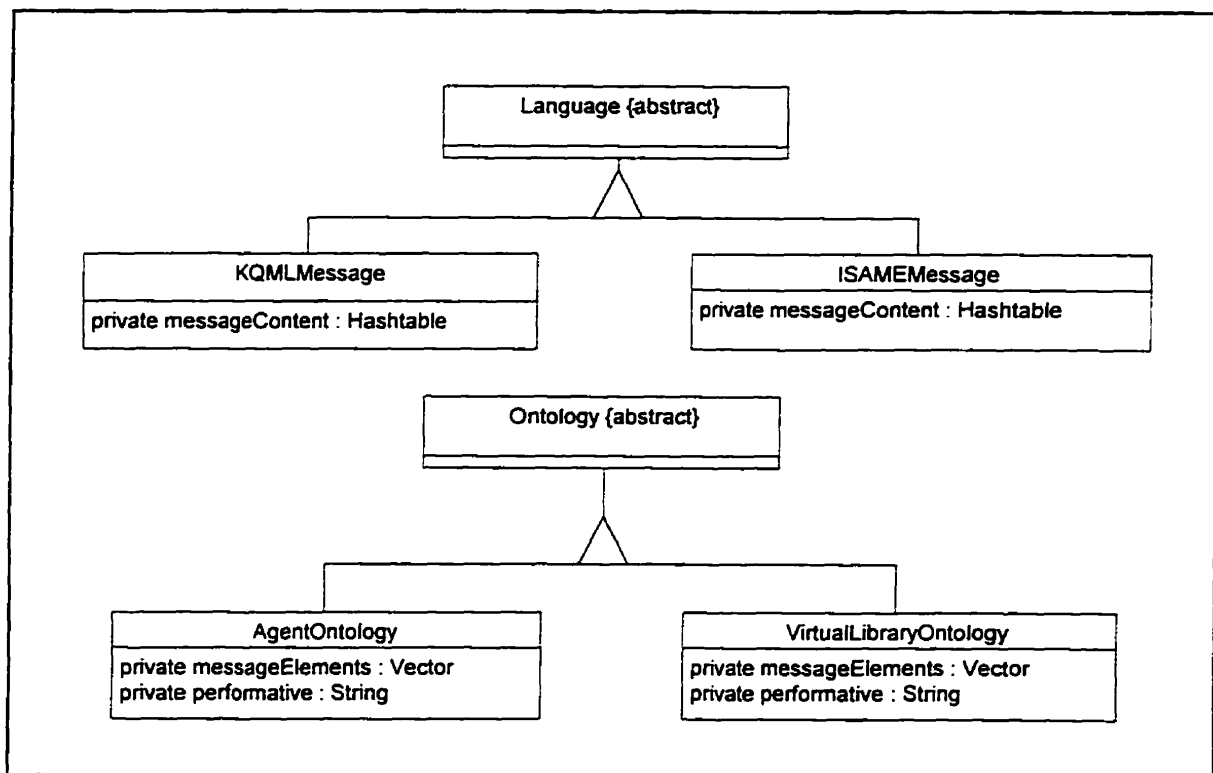 Language {abstract}
KQMLMessage
private messageContent : Hashtable
ISAMEMessage
private messageContent : Hashtable
Ontology {abstract}
AgentOntology
private messageElements : Vector
private performative : String
VirtualLibraryOntology
private messageElements : Vector
private performative : String